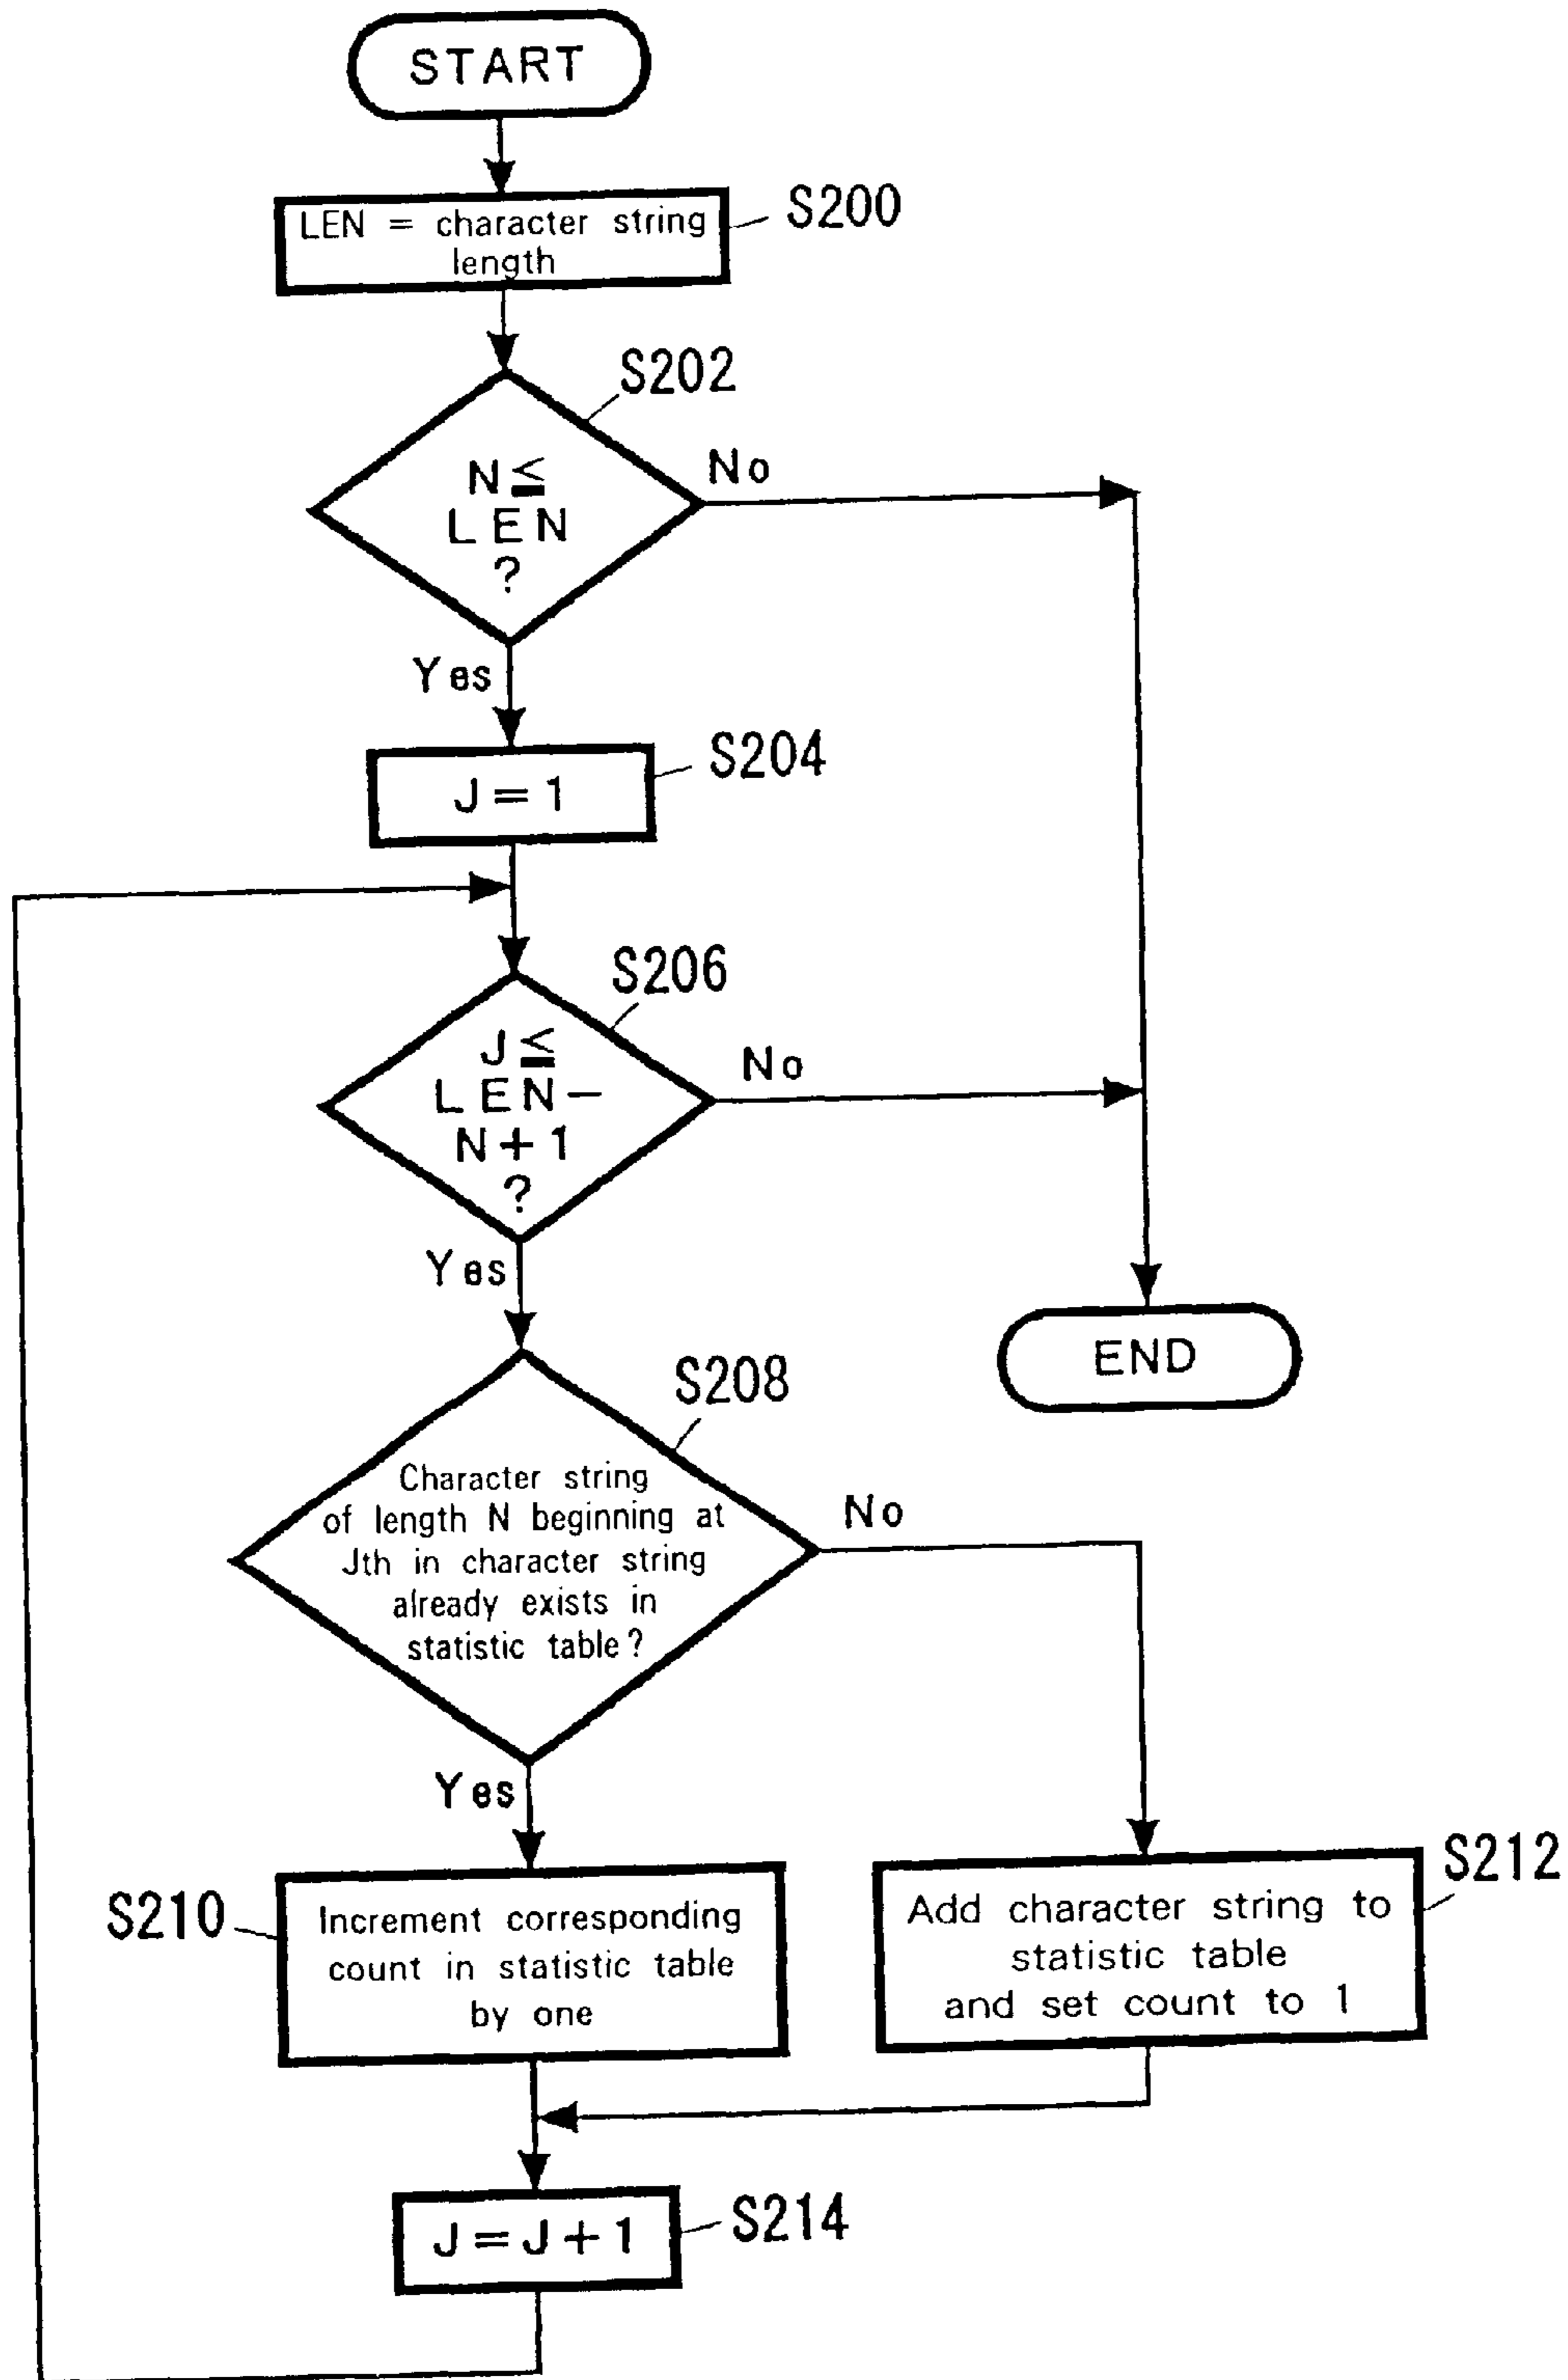 START
LEN = character string
length
S200
S202
N≦
LEN
?
No
Yes
J=1
S204
S206
J≦
LEN-
N+1
?
No
Yes
END
S208
Character string
of length N beginning at
Jth in character string
already exists in
statistic table?
No
Yes
S210
Increment corresponding
count in statistic table
by one
S212
Add character string to
statistic table
and set count to 1
J=J+1
S214